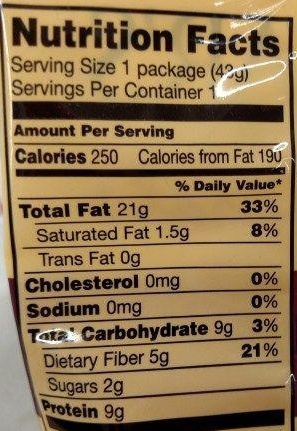 Nutrition Facts
Serving Size 1 package (43g)
Servings Per Container 1
Amount Per Serving
Calories 250 Calories from Fat 190
% Daily Value*
Total Fat 21g 33%
Saturated Fat 1.5g 8%
Trans Fat 0g
Cholesterol 0mg 0%
Sodium 0mg 0%
Total Carbohydrate 9g 3%
Dietary Fiber 5g 21%
Sugars 2g
Protein 9g